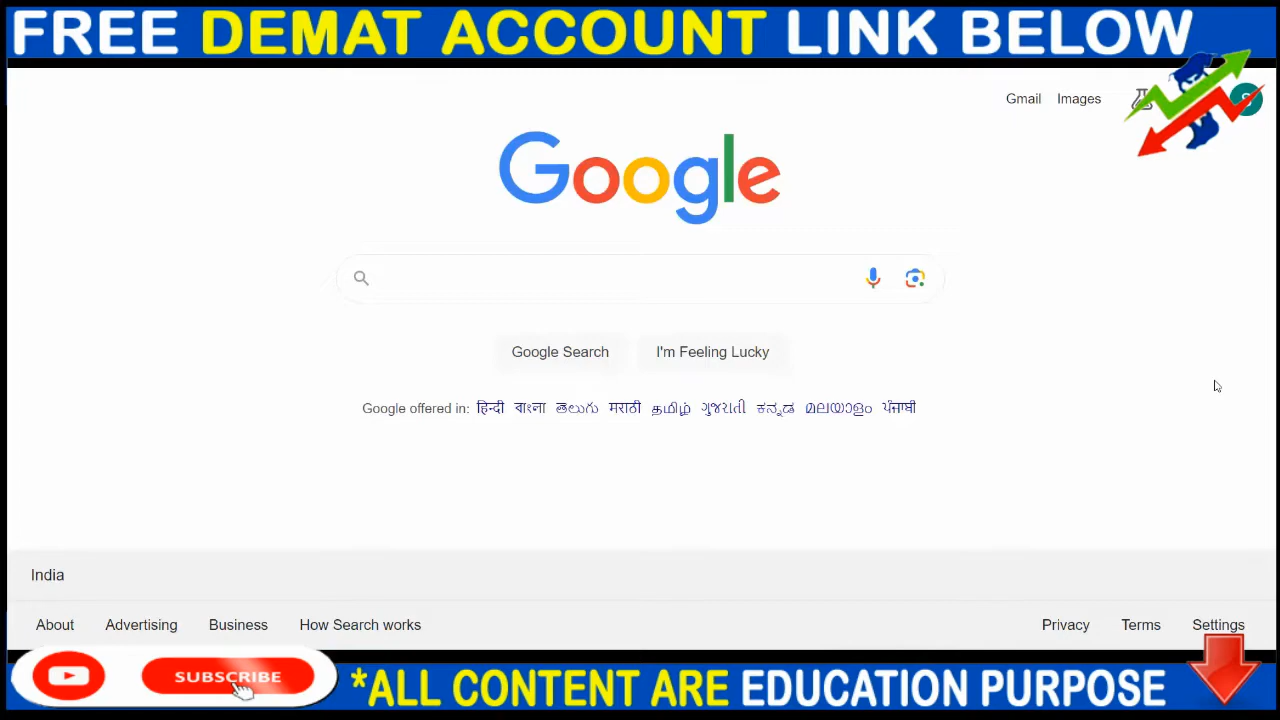 FREE DEMAT ACCOUNT LINK BELOW
Gmail Images
S
Google
Google Search I'm Feeling Lucky
Google offered in: हिन्दी বাংলা తెలుగు मराठी தமிழ் ગુજરાતી ಕನ್ನಡ മലയാളം ਪੰਜਾਬੀ
India
About Advertising Business How Search works Privacy Terms Settings
SUBSCRIBE
*ALL CONTENT ARE EDUCATION PURPOSE